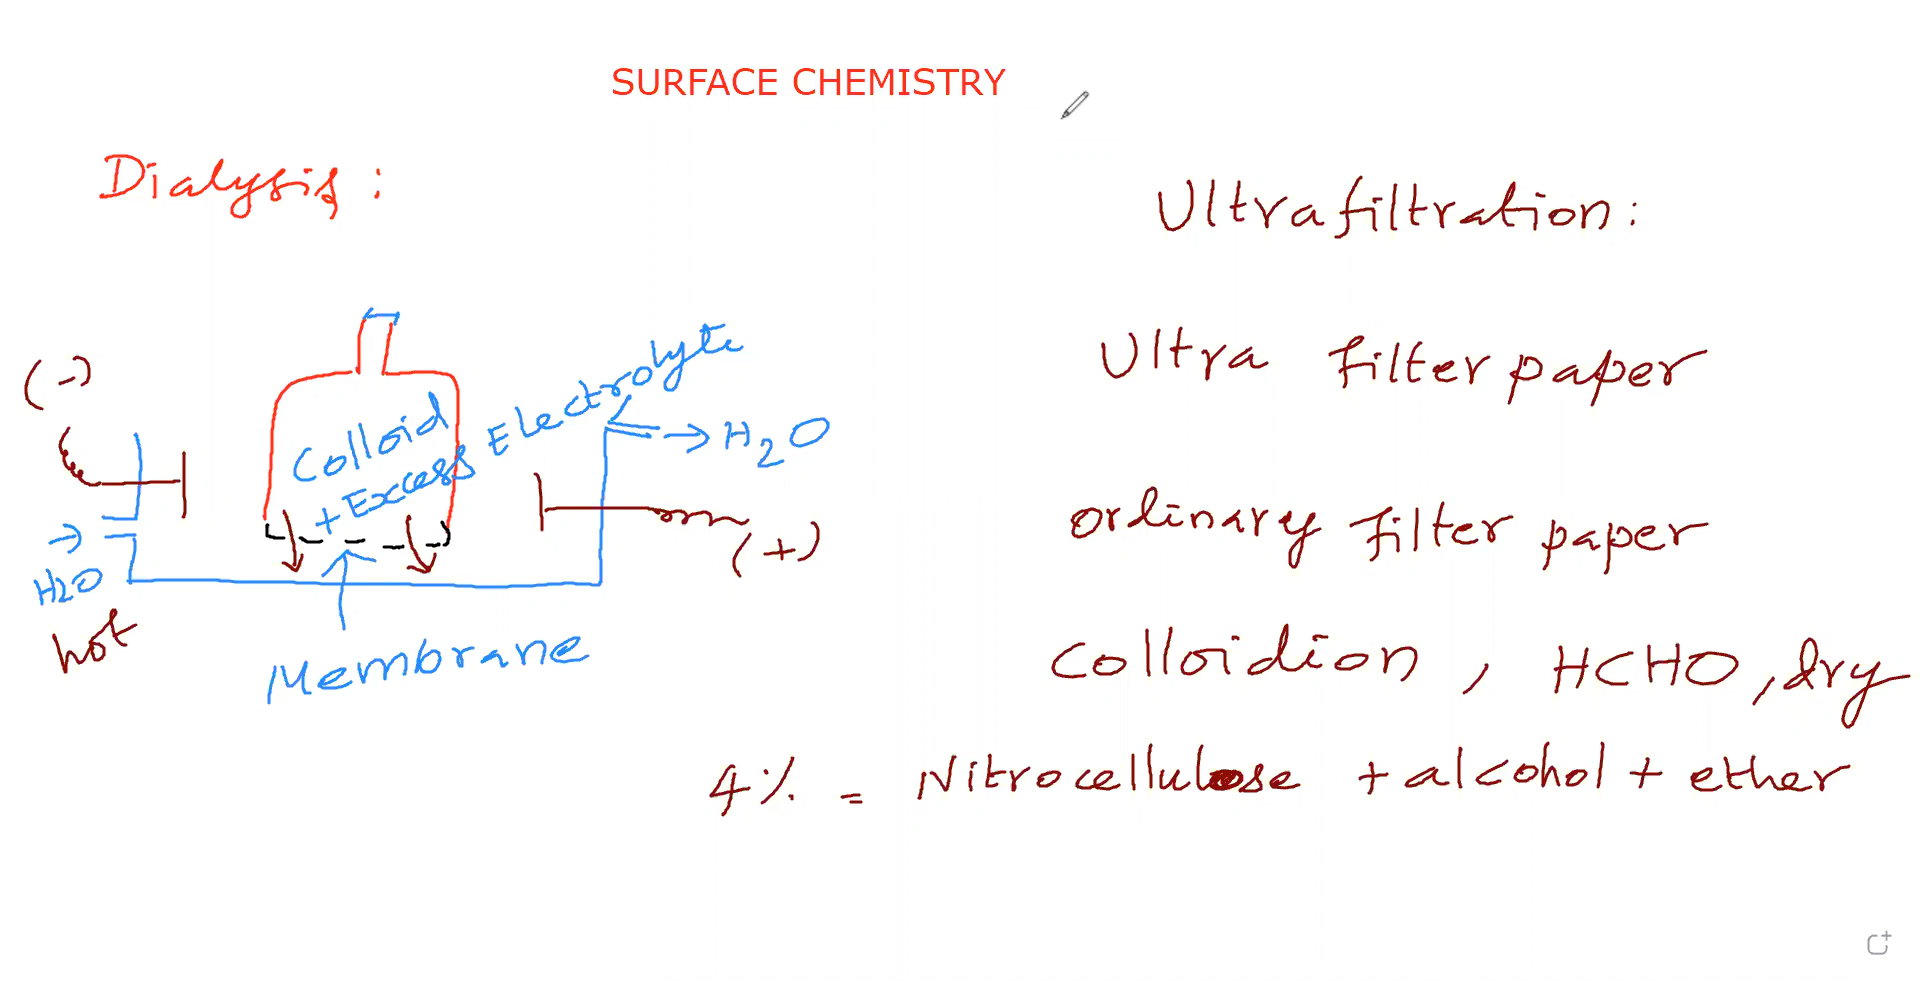 SURFACE CHEMISTRY
Dialysis :
(-)
Colloid
+ Excess Electrolyte
→ H2O
(+)
→
H2O
hot
Membrane
Ultrafiltration :
Ultra filter paper
ordinary filter paper
Colloidion , HCHO, dry
4% = Nitrocellulose + alcohol + ether